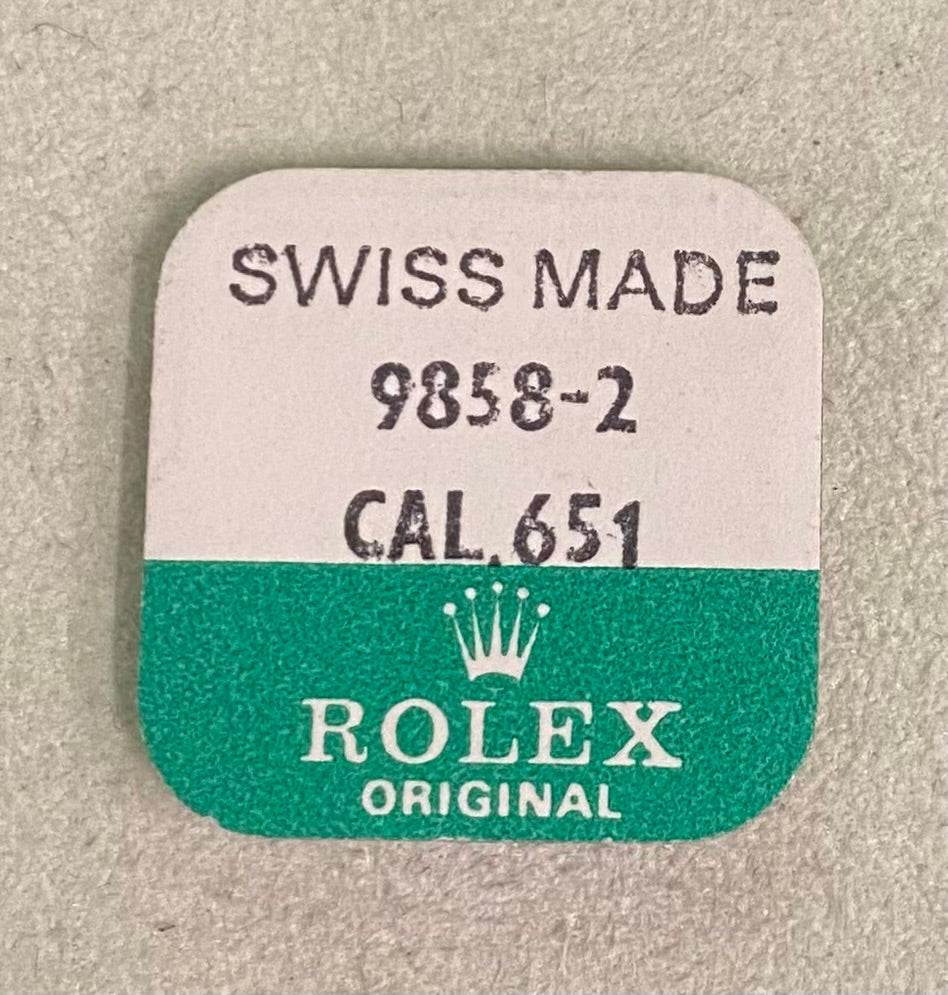 SWISS MADE
9858-2
CAL.651
ROLEX
ORIGINAL